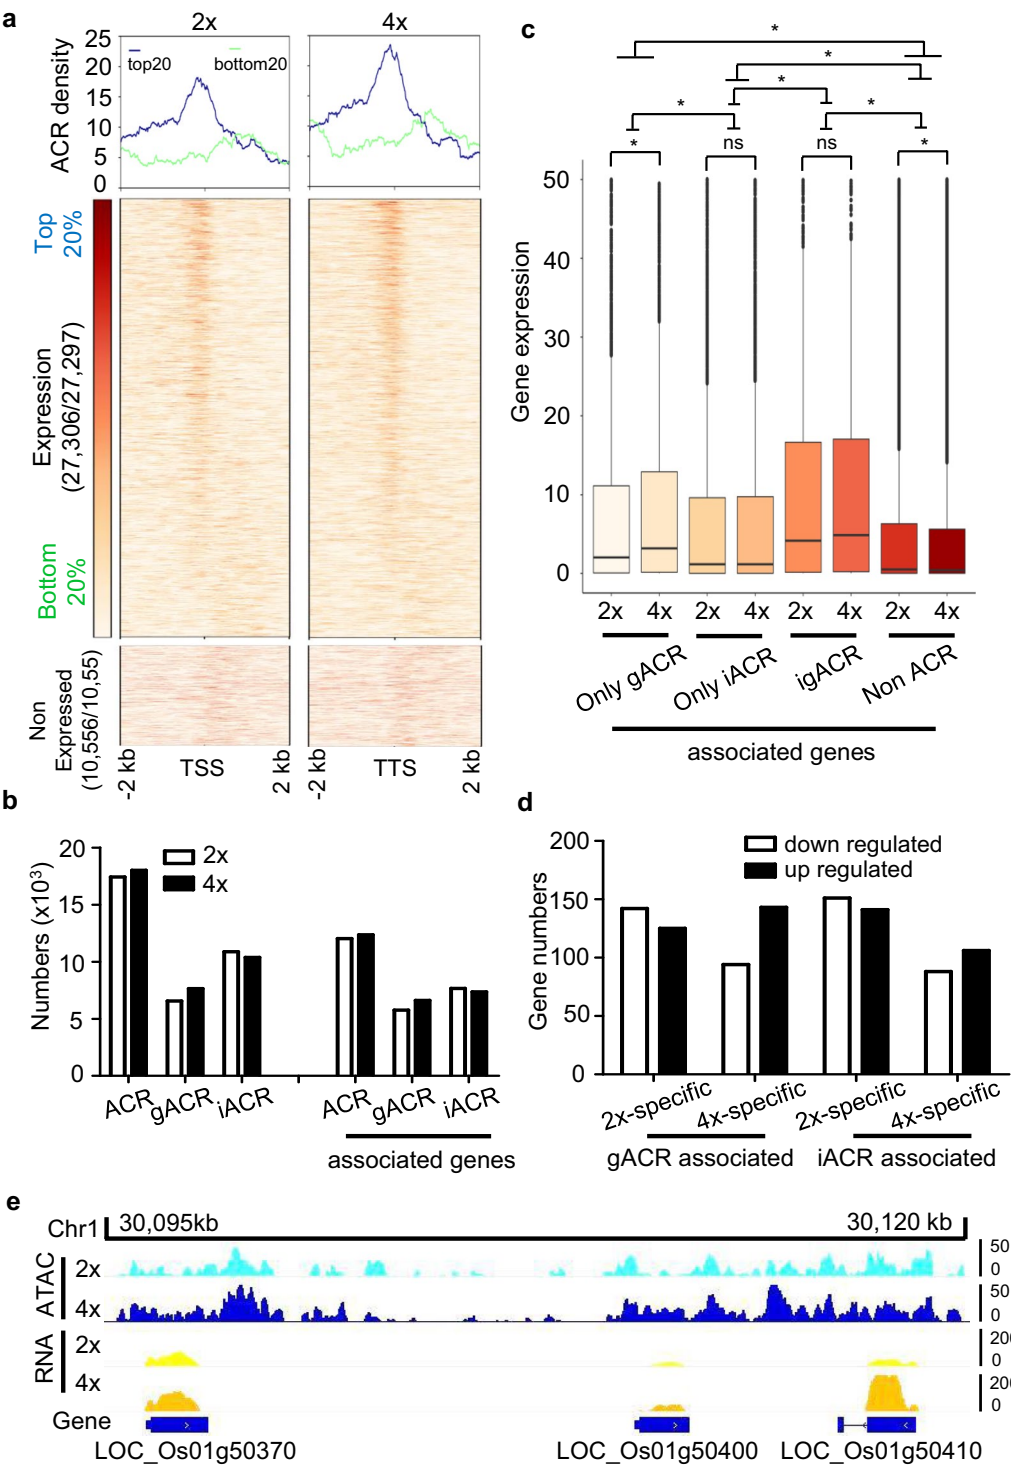 a
2x
4x
ACR density
25
20
15
10
5
0
top20
bottom20
Top
20%
Expression
(27,306/27,297)
Bottom
20%
Non
Expressed
(10,556/10,55)
-2 kb
TSS
2 kb
-2 kb
TTS
2 kb
b
Numbers (x10³)
20
15
10
5
0
2x
4x
ACR
gACR
iACR
ACR
gACR
iACR
associated genes
c
*
*
*
*
*
*
ns
ns
*
Gene expression
50
40
30
20
10
0
2x
4x
2x
4x
2x
4x
2x
4x
Only gACR
Only iACR
igACR
Non ACR
associated genes
d
Gene numbers
200
150
100
50
0
down regulated
up regulated
2x-specific
4x-specific
2x-specific
4x-specific
gACR associated
iACR associated
e
Chr1
30,095kb
30,120 kb
ATAC
2x
50
0
4x
50
0
RNA
2x
200
0
4x
200
0
Gene
LOC_Os01g50370
LOC_Os01g50400
LOC_Os01g50410